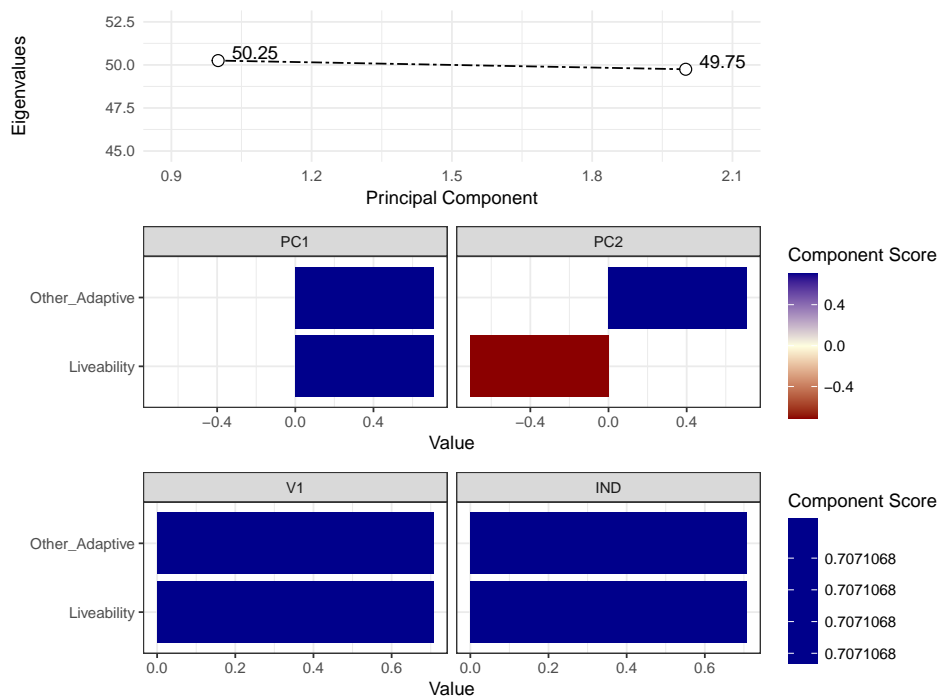 52.5
50.0
47.5
45.0
Eigenvalues
50.25
49.75
0.9 1.2 1.5 1.8 2.1
Principal Component
PC1 PC2
Other_Adaptive
Liveability
−0.4 0.0 0.4 −0.4 0.0 0.4
Value
Component Score
0.4
0.0
−0.4
V1 IND
Other_Adaptive
Liveability
0.0 0.2 0.4 0.6 0.0 0.2 0.4 0.6
Value
Component Score
0.7071068
0.7071068
0.7071068
0.7071068